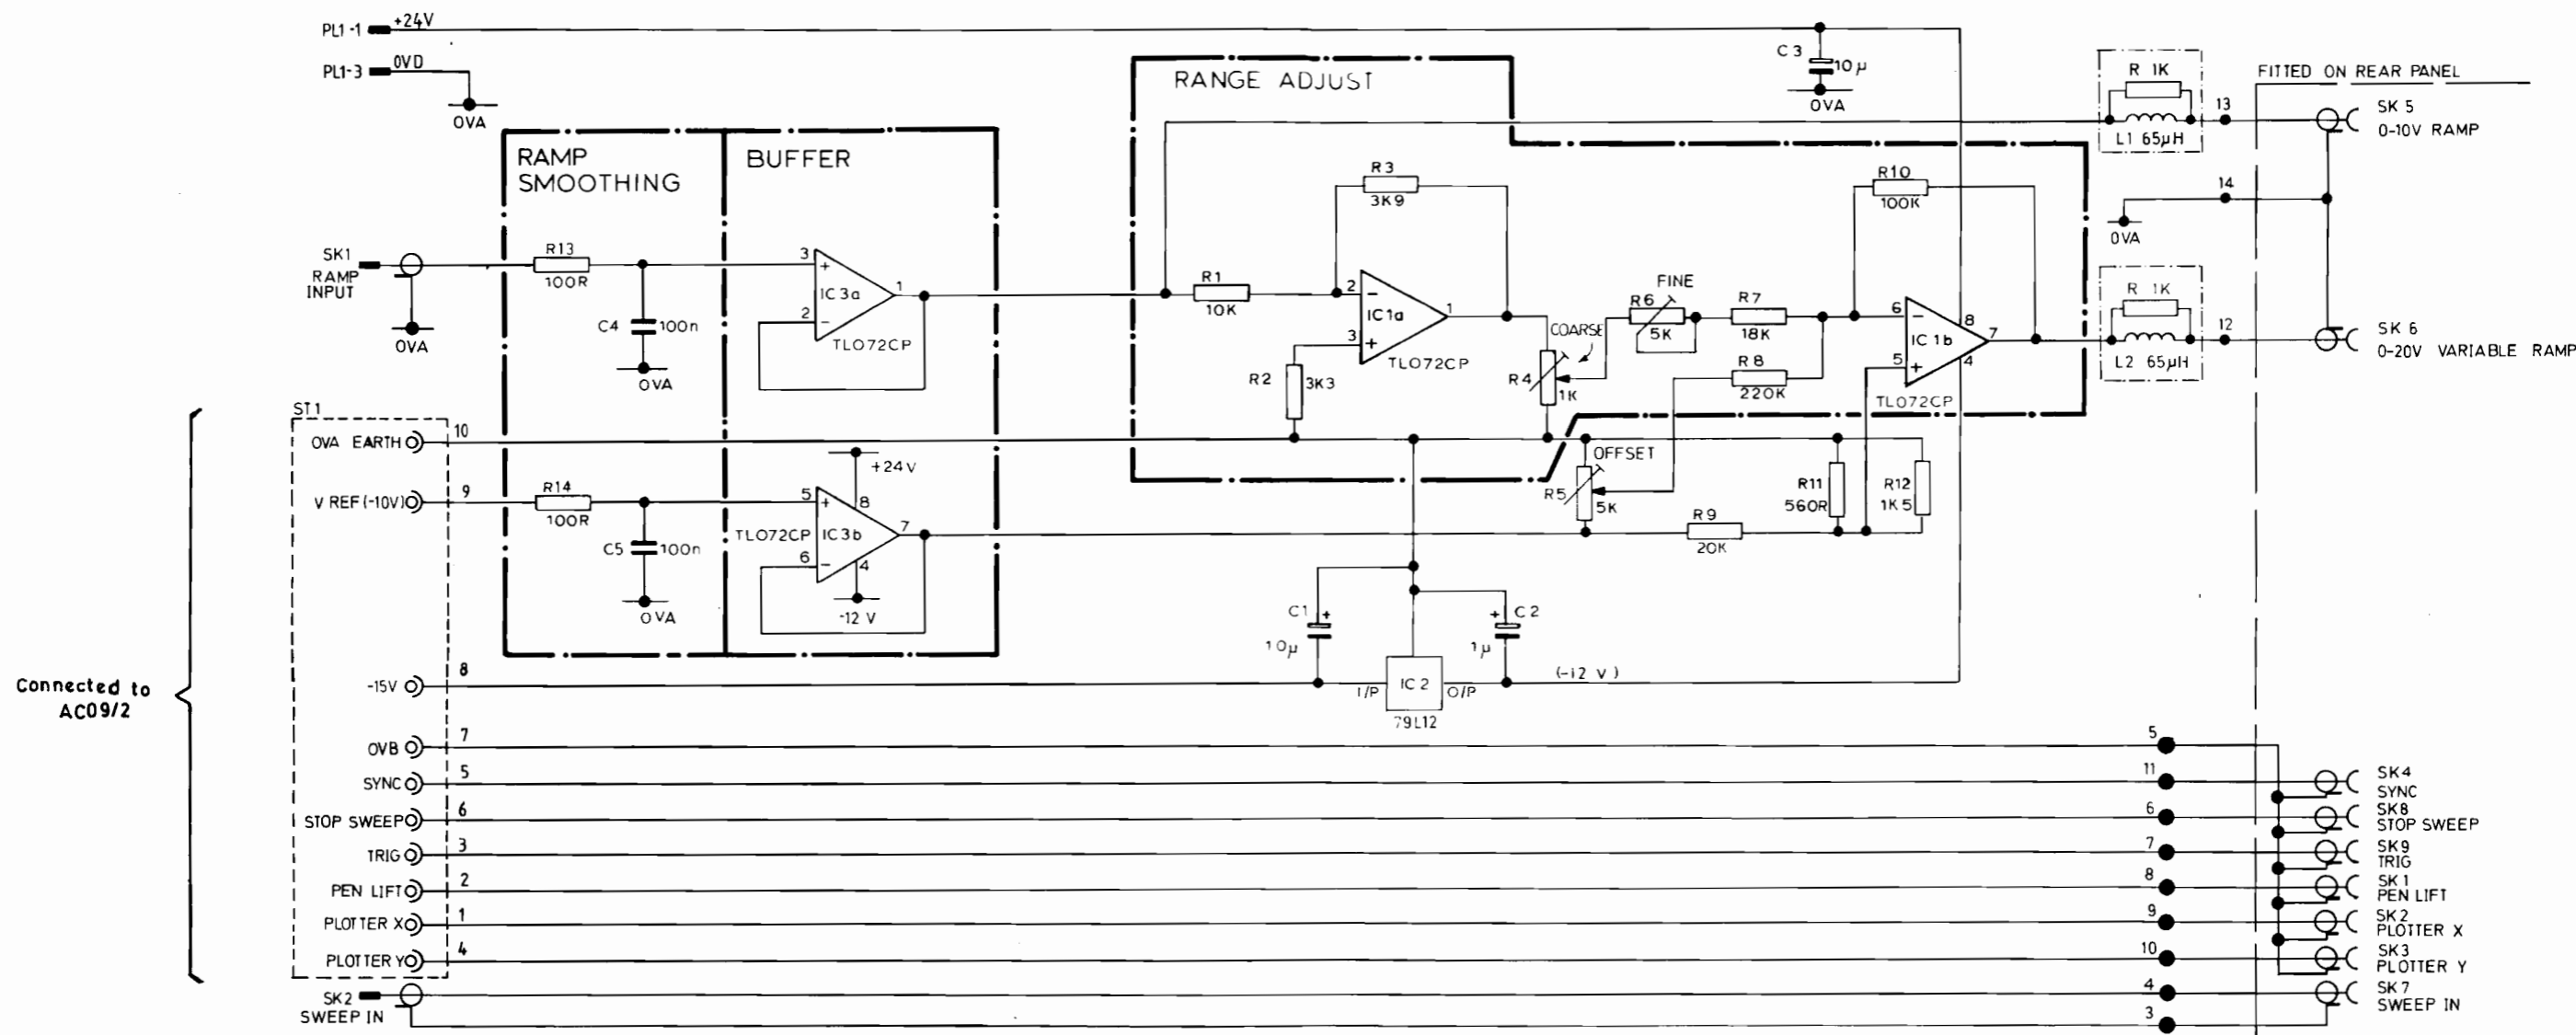 PL1-1 +24V
PL1-3 0VD
0VA
RAMP
SMOOTHING
BUFFER
RANGE ADJUST
C3
10µ
0VA
R 1K
L1 65µH
13
FITTED ON REAR PANEL
SK 5
0-10V RAMP
14
0VA
R 1K
L2 65µH
12
SK 6
0-20V VARIABLE RAMP
SK1
RAMP
INPUT
0VA
R13
100R
C4
100n
0VA
3
+
IC3a
1
2
-
TL072CP
R1
10K
R3
3K9
2
-
IC1a
1
3
+
TL072CP
R2
3K3
COARSE
R4
1K
FINE
R6
5K
R7
18K
R8
220K
R10
100K
6
-
8
IC 1b
7
5
+
4
TL072CP
ST1
0VA EARTH
10
V REF(-10V)
9
R14
100R
C5
100n
0VA
+24V
5
+
8
TL072CP
IC3b
7
6
-
4
-12 V
OFFSET
R5
5K
R9
20K
R11
560R
R12
1K5
C1
+
10µ
+
C2
1µ
I/P
IC 2
O/P
79L12
(-12 V)
Connected to
AC09/2
-15V
8
0VB
7
5
SYNC
5
11
SK4
SYNC
STOP SWEEP
6
6
SK8
STOP SWEEP
TRIG
3
7
SK9
TRIG
PEN LIFT
2
8
SK1
PEN LIFT
PLOTTER X
1
9
SK2
PLOTTER X
PLOTTER Y
4
10
SK3
PLOTTER Y
SK2
SWEEP IN
4
SK7
SWEEP IN
3